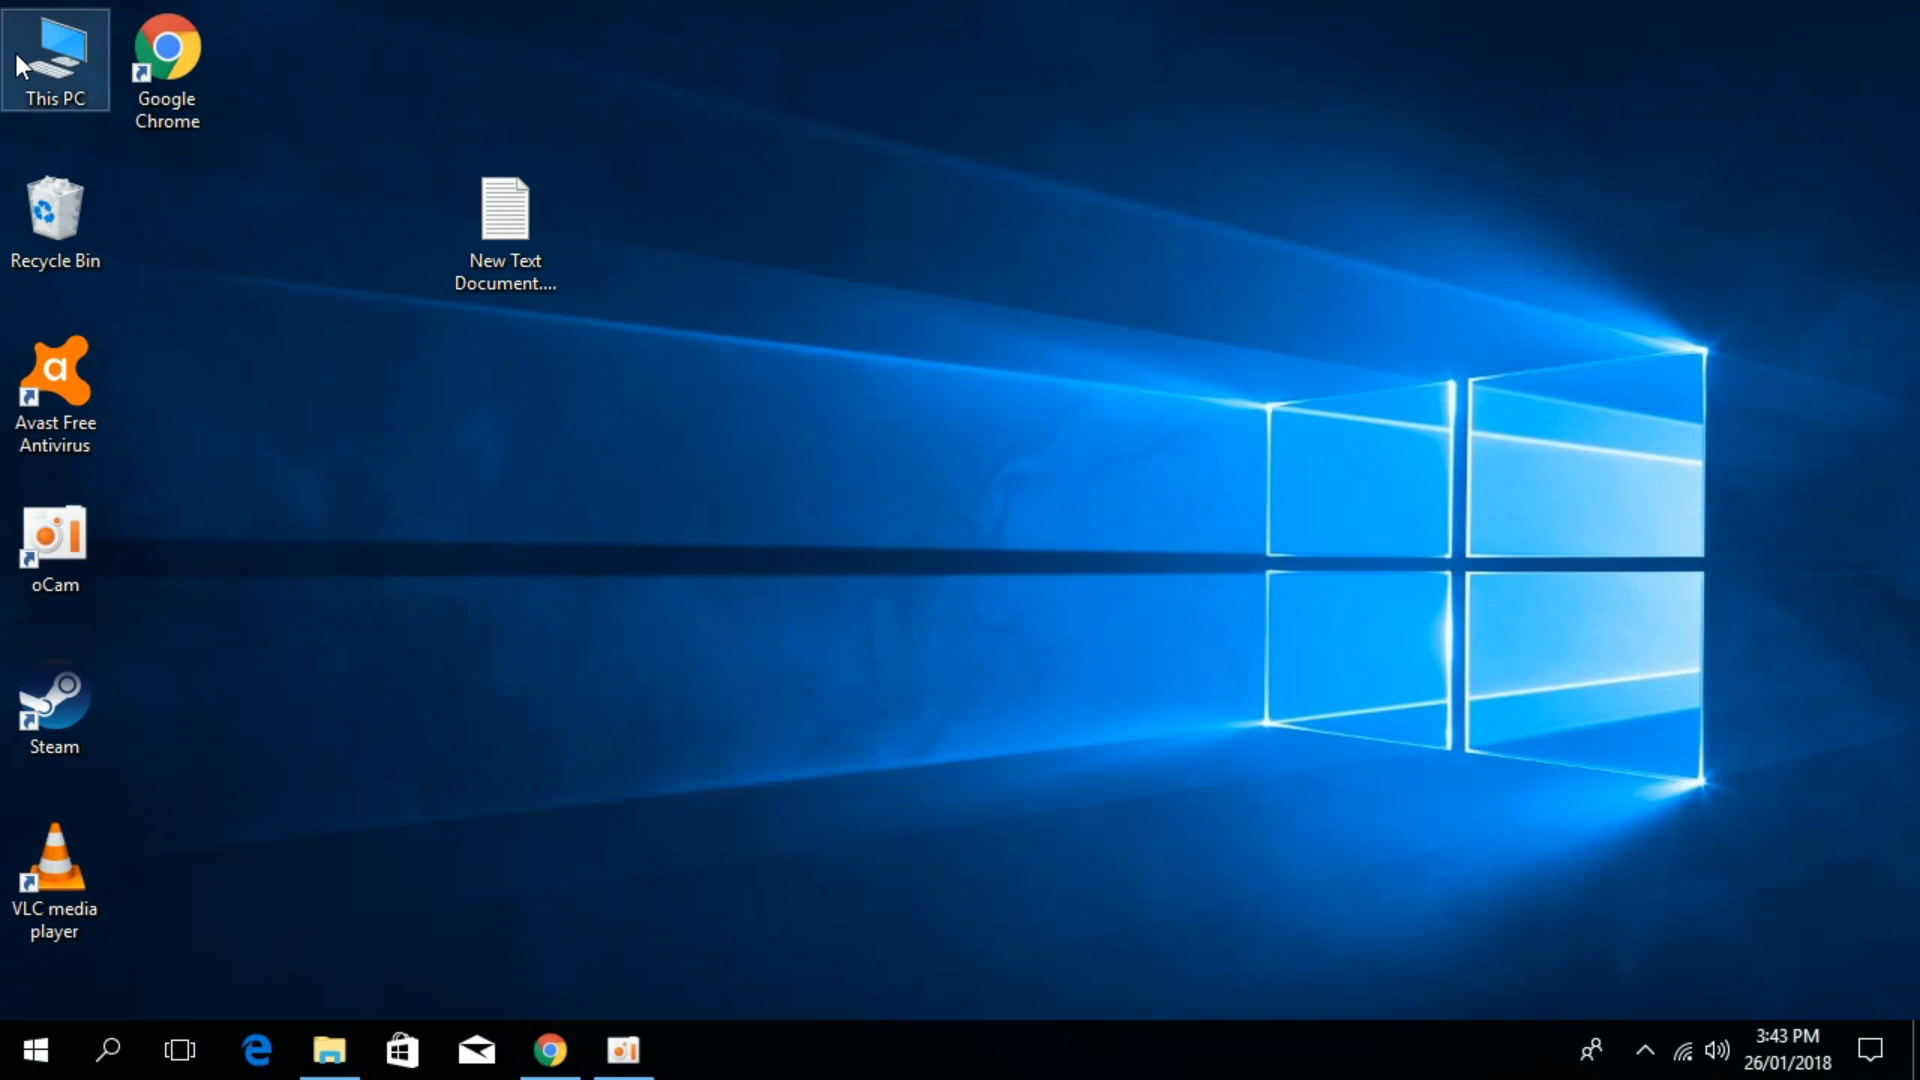 This PC
Google
Chrome
Recycle Bin
New Text
Document....
a
Avast Free
Antivirus
oCam
Steam
VLC media
player
3:43 PM
26/01/2018